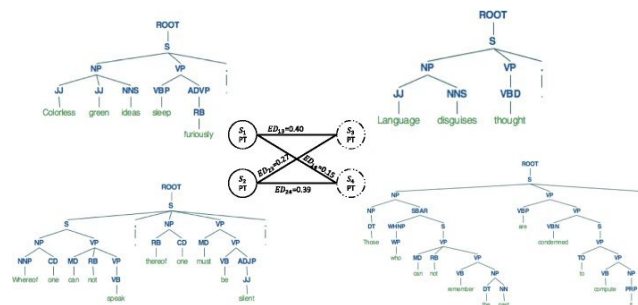 ROOT
S
NP VP
JJ JJ NNS VBP ADVP
Colorless green ideas sleep RB
furiously
ROOT
S
NP VP
JJ NNS VBD
Language disguises thought
S1 PT ED13=0.40 S3 PT
ED23=0.27 ED14=0.15
S2 PT ED24=0.39 S4 PT
ROOT
S
S NP VP
NNP VP RB CD MD VP
Whereof CD MD RB VP thereof one must VB ADJP
one can not VB be JJ
speak silent
ROOT
S
NP VP
NP SBAR VBP VP
DT WHNP S are VBN S
Those WP VP condemned VP
who MD RB VP TO VP
can not VB NP to VB NP
remember DT NN compute PRP